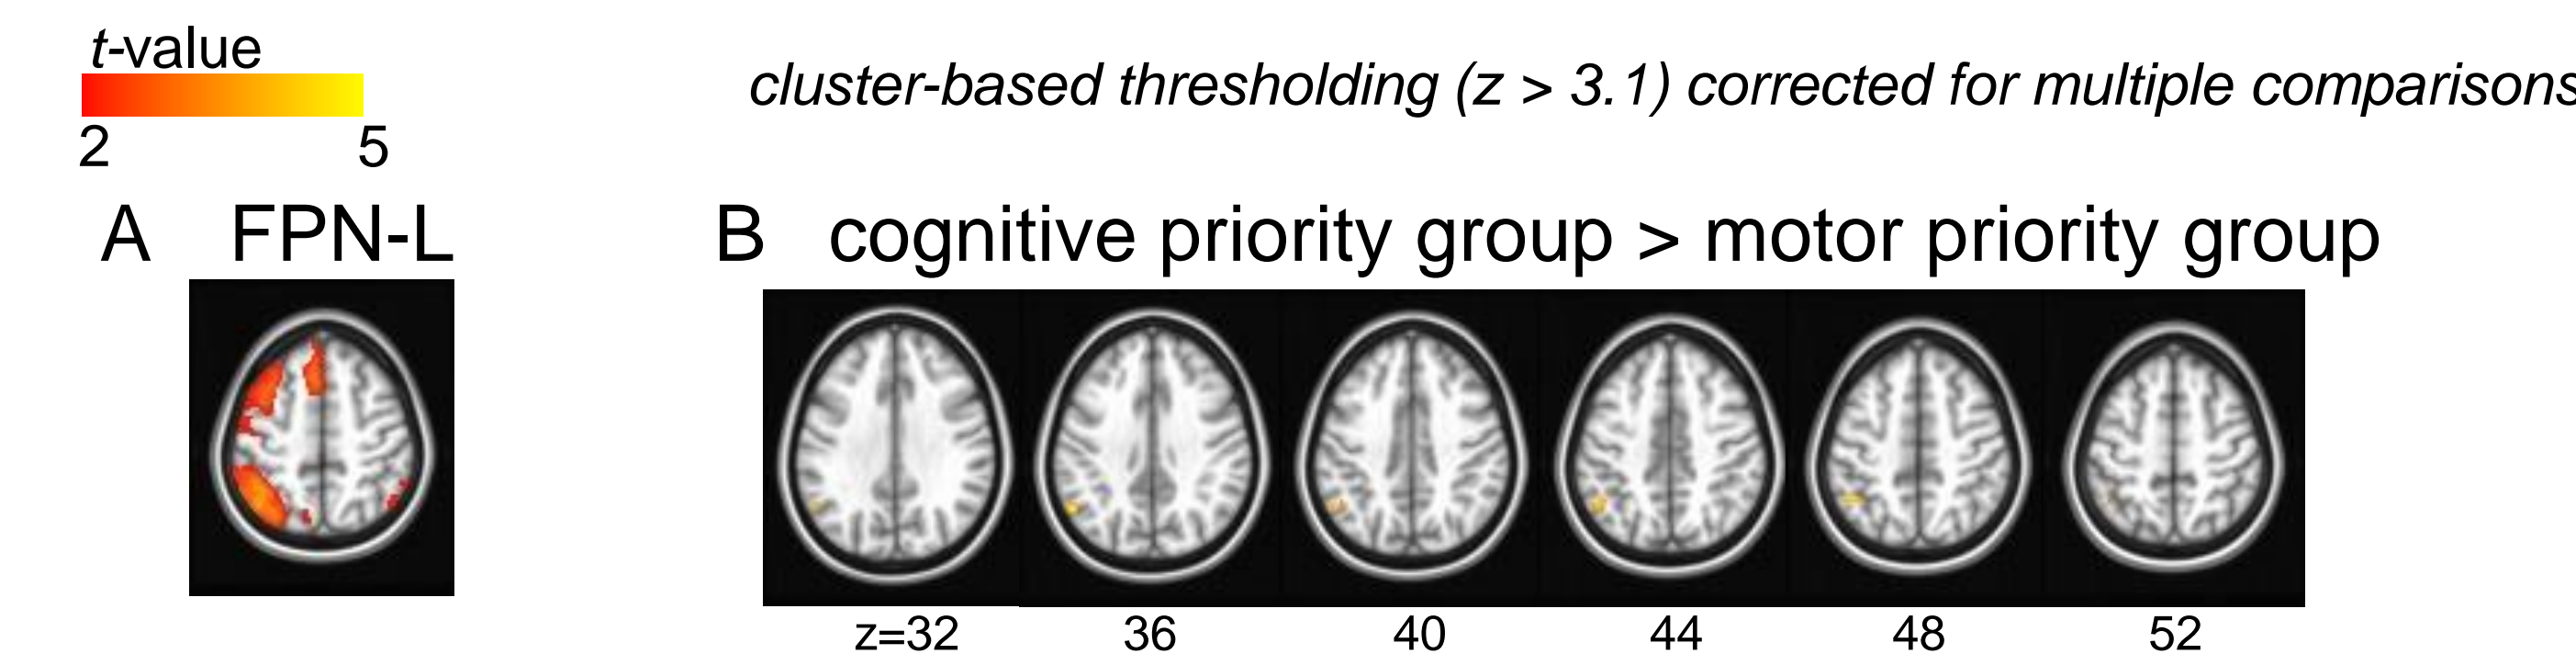 t-value
2 5
cluster-based thresholding (z > 3.1) corrected for multiple comparisons
A FPN-L
B cognitive priority group > motor priority group
z=32 36 40 44 48 52